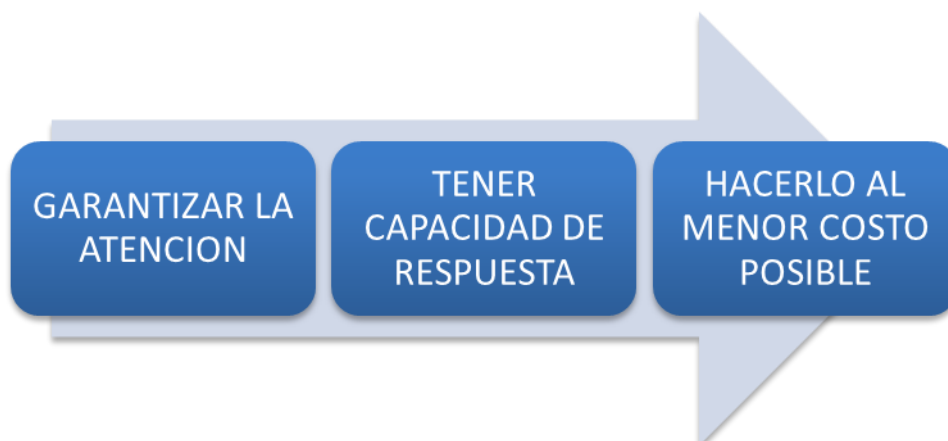 GARANTIZAR LA
ATENCION
TENER
CAPACIDAD DE
RESPUESTA
HACERLO AL
MENOR COSTO
POSIBLE